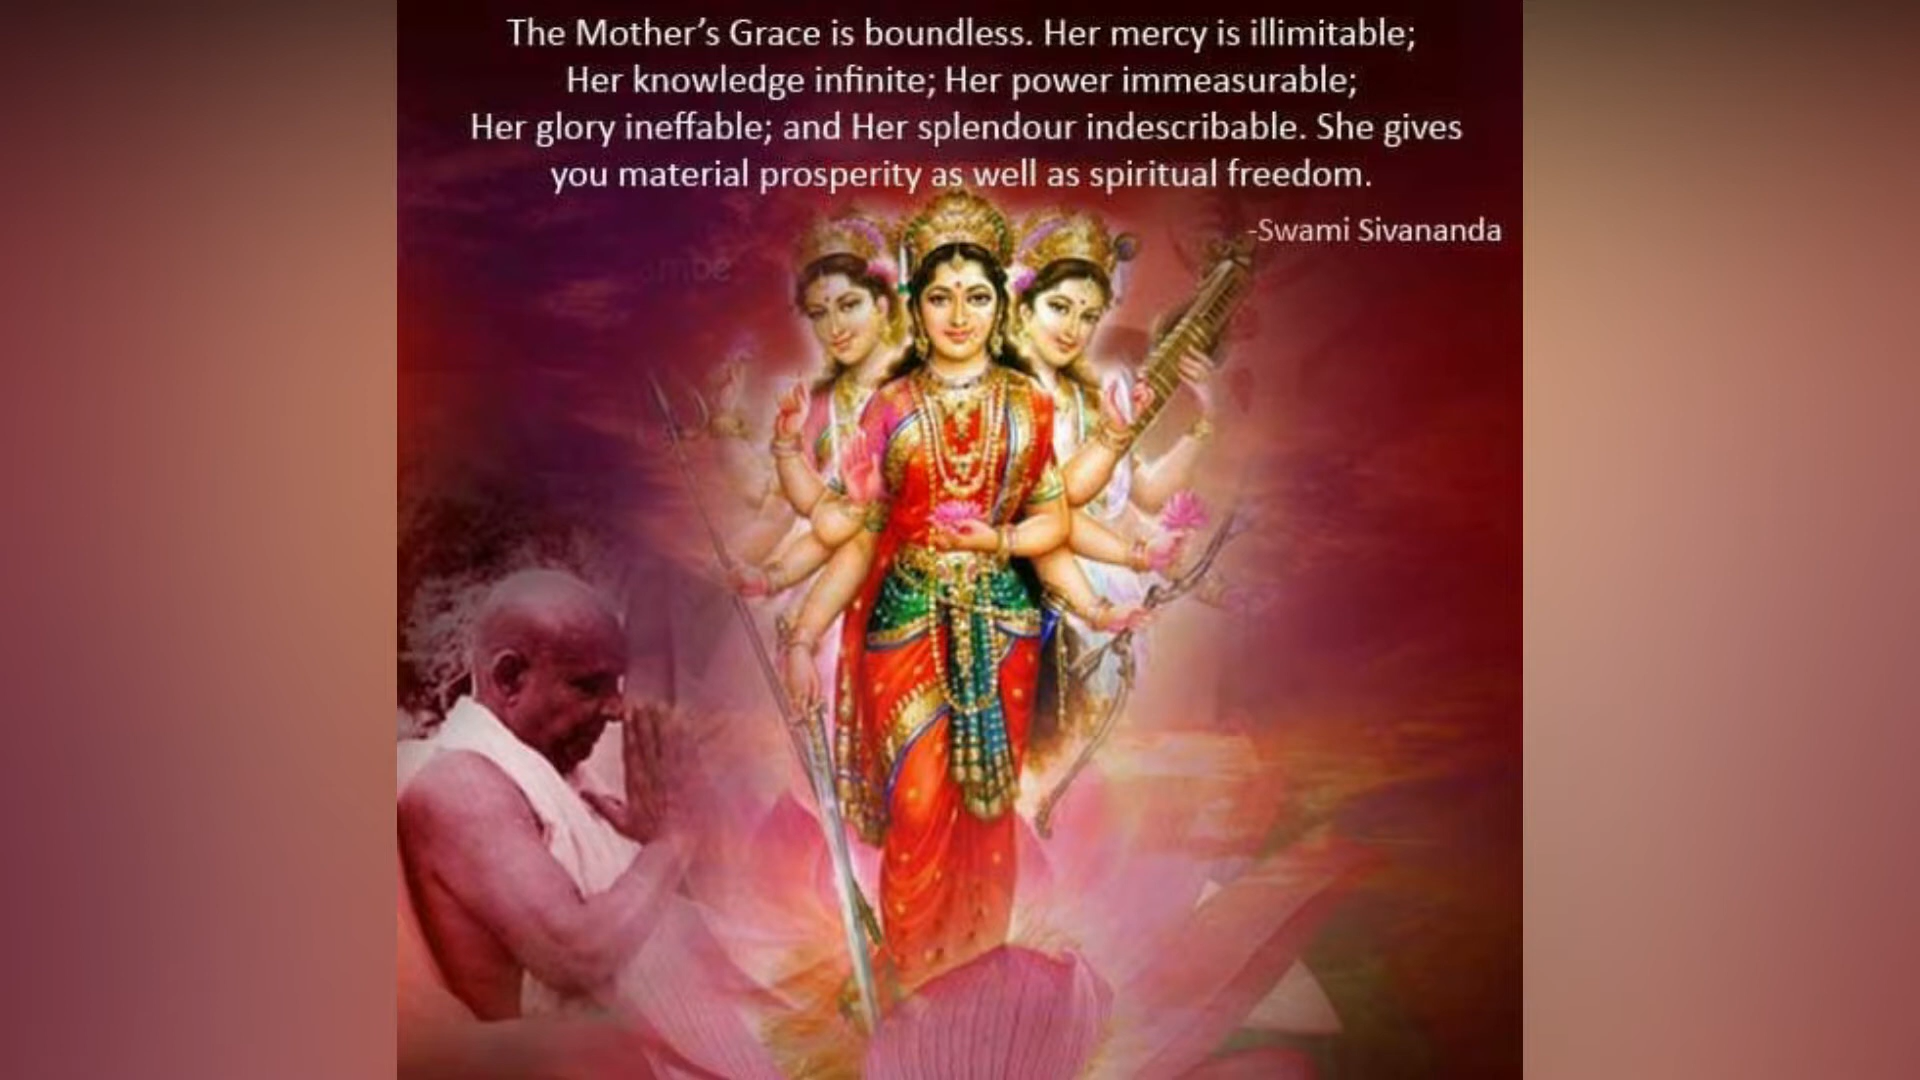 The Mother’s Grace is boundless. Her mercy is illimitable;
Her knowledge infinite; Her power immeasurable;
Her glory ineffable; and Her splendour indescribable. She gives
you material prosperity as well as spiritual freedom.
-Swami Sivananda